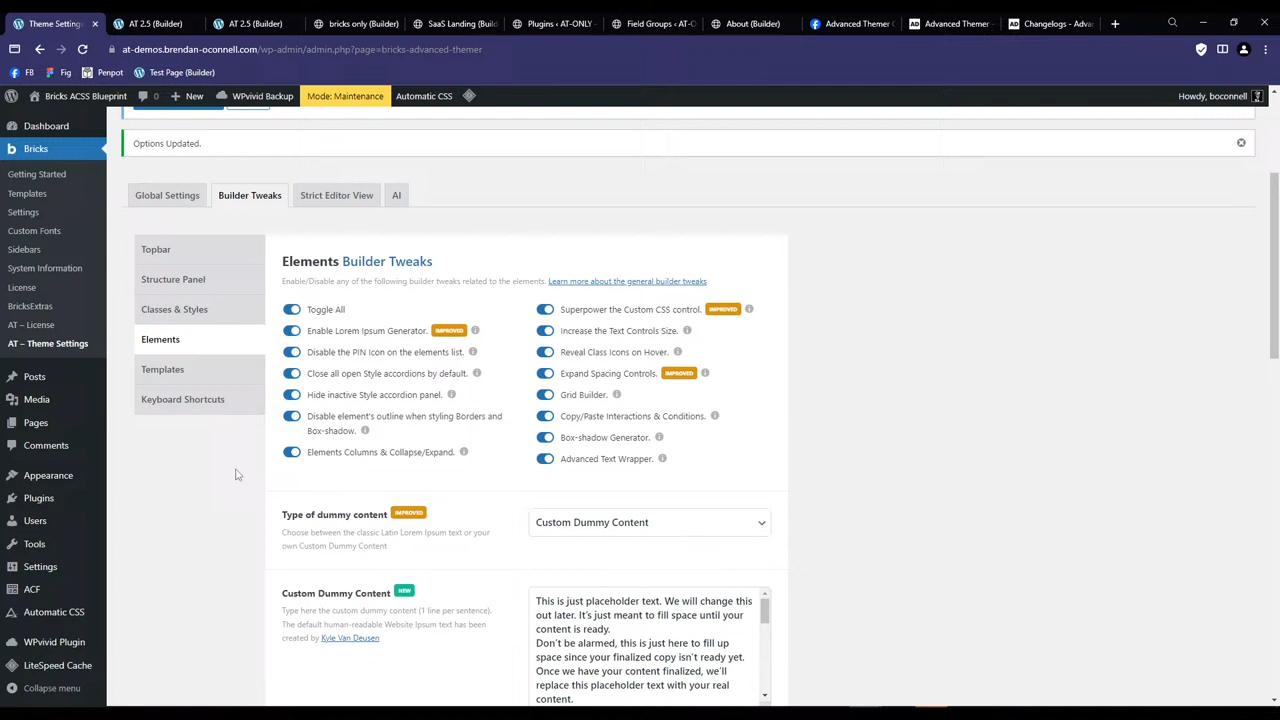 Theme Settings
AT 2.5 (Builder)
AT 2.5 (Builder)
bricks only (Builder)
SaaS Landing (Build
Plugins ‹ AT-ONLY
Field Groups ‹ AT-O
About (Builder)
Advanced Themer C
Advanced Themer
Changelogs - Adva
at-demos.brendan-oconnell.com/wp-admin/admin.php?page=bricks-advanced-themer
FB
Fig
Penpot
Test Page (Builder)
Bricks ACSS Blueprint
0
New
WPvivid Backup
Mode: Maintenance
Automatic CSS
Howdy, boconnell
Dashboard
Bricks
Getting Started
Templates
Settings
Custom Fonts
Sidebars
System Information
License
BricksExtras
AT – License
AT – Theme Settings
Posts
Media
Pages
Comments
Appearance
Plugins
Users
Tools
Settings
ACF
Automatic CSS
WPvivid Plugin
LiteSpeed Cache
Collapse menu
Options Updated.
Global Settings
Builder Tweaks
Strict Editor View
AI
Topbar
Structure Panel
Classes & Styles
Elements
Templates
Keyboard Shortcuts
Elements Builder Tweaks
Enable/Disable any of the following builder tweaks related to the elements. Learn more about the general builder tweaks
Toggle All
Enable Lorem Ipsum Generator. IMPROVED
Disable the PIN Icon on the elements list.
Close all open Style accordions by default.
Hide inactive Style accordion panel.
Disable element's outline when styling Borders and
Box-shadow.
Elements Columns & Collapse/Expand.
Superpower the Custom CSS control. IMPROVED
Increase the Text Controls Size.
Reveal Class Icons on Hover.
Expand Spacing Controls. IMPROVED
Grid Builder.
Copy/Paste Interactions & Conditions.
Box-shadow Generator.
Advanced Text Wrapper.
Type of dummy content IMPROVED
Choose between the classic Latin Lorem Ipsum text or your
own Custom Dummy Content
Custom Dummy Content
Custom Dummy Content NEW
Type here the custom dummy content (1 line per sentence).
The default human-readable Website Ipsum text has been
created by Kyle Van Deusen
This is just placeholder text. We will change this
out later. It's just meant to fill space until your
content is ready.
Don't be alarmed, this is just here to fill up
space since your finalized copy isn't ready yet.
Once we have your content finalized, we'll
replace this placeholder text with your real
content.